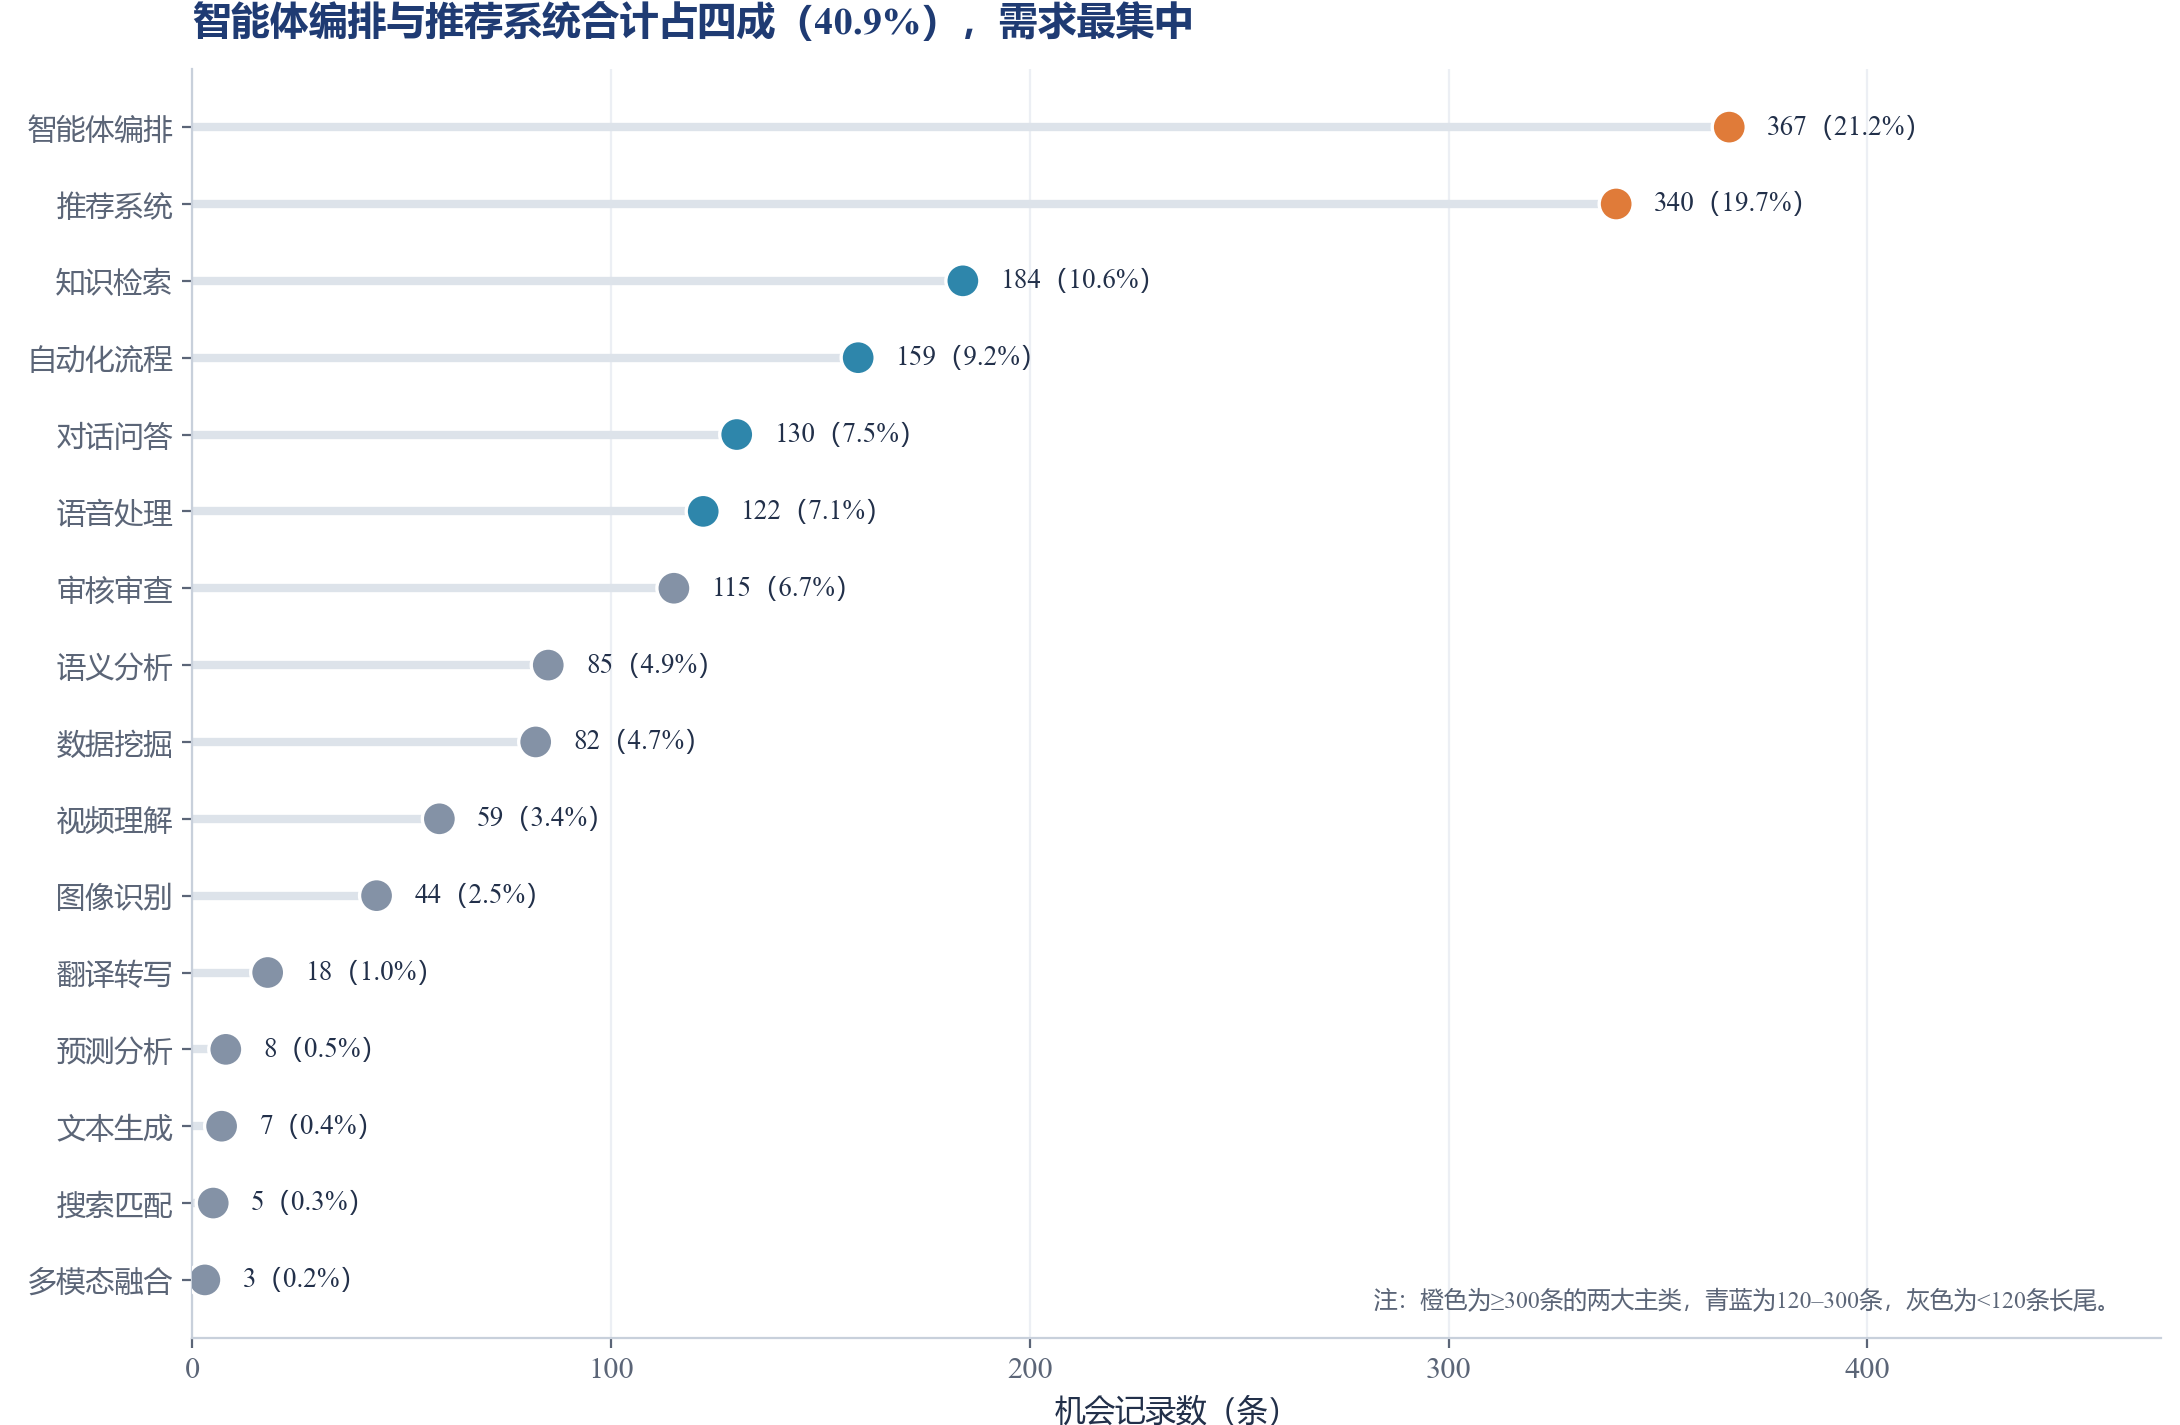 智能体编排与推荐系统合计占四成（40.9%），需求最集中
智能体编排 367（21.2%）
推荐系统 340（19.7%）
知识检索 184（10.6%）
自动化流程 159（9.2%）
对话问答 130（7.5%）
语音处理 122（7.1%）
审核审查 115（6.7%）
语义分析 85（4.9%）
数据挖掘 82（4.7%）
视频理解 59（3.4%）
图像识别 44（2.5%）
翻译转写 18（1.0%）
预测分析 8（0.5%）
文本生成 7（0.4%）
搜索匹配 5（0.3%）
多模态融合 3（0.2%）
注：橙色为≥300条的两大主类，青蓝为120–300条，灰色为<120条长尾。
0 100 200 300 400
机会记录数（条）